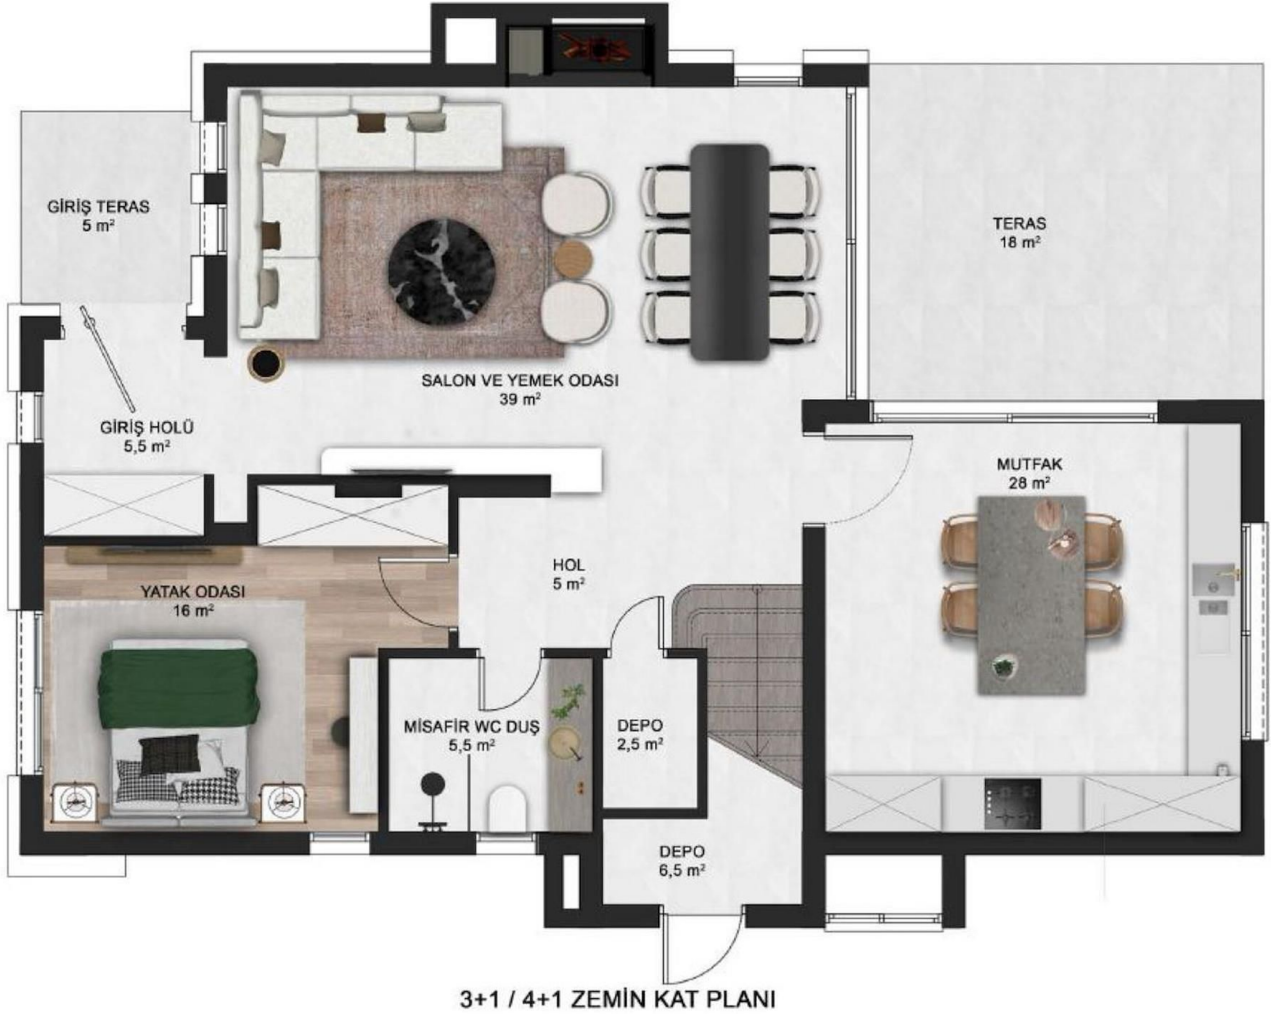 GİRİŞ TERAS
5 m²
TERAS
18 m²
SALON VE YEMEK ODASI
39 m²
GİRİŞ HOLÜ
5,5 m²
MUTFAK
28 m²
HOL
5 m²
YATAK ODASI
16 m²
MİSAFİR WC DUŞ
5,5 m²
DEPO
2,5 m²
DEPO
6,5 m²
3+1 / 4+1 ZEMİN KAT PLANI